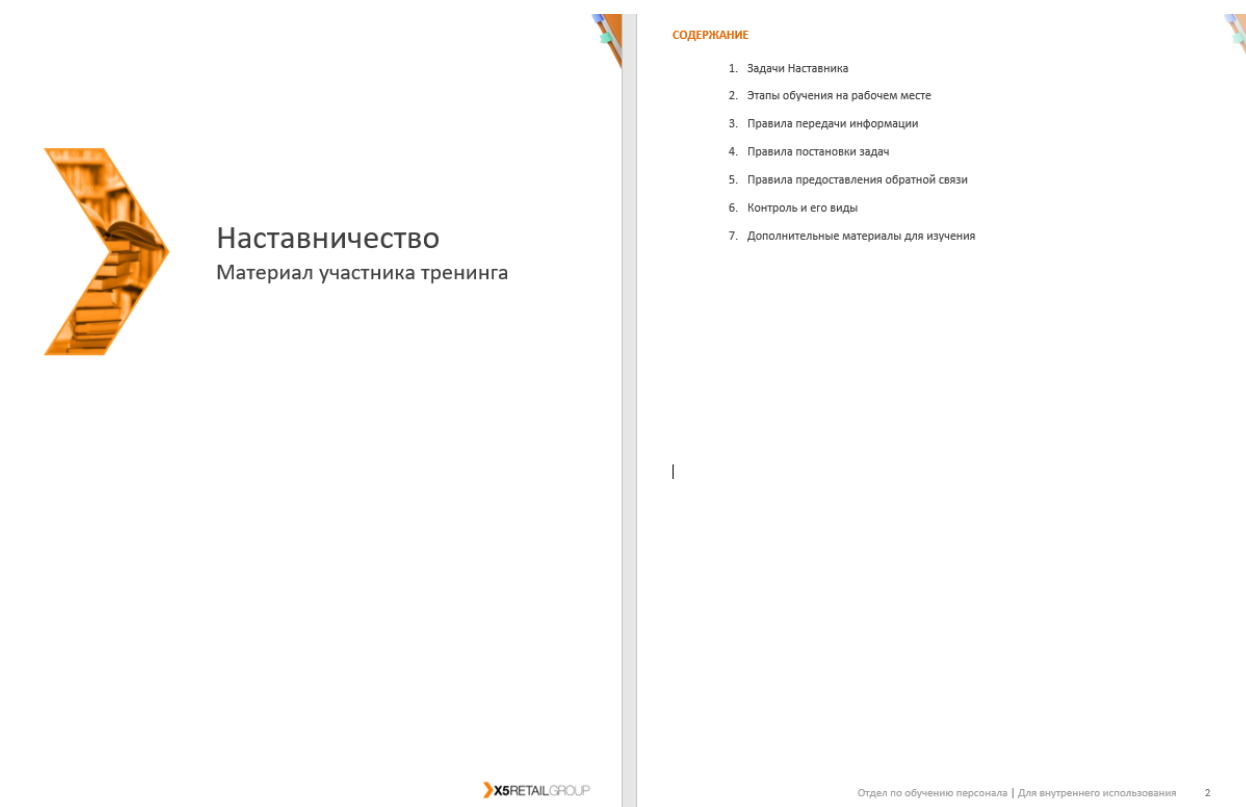 Наставничество
Материал участника тренинга
X5RETAILGROUP
СОДЕРЖАНИЕ
1. Задачи Наставника
2. Этапы обучения на рабочем месте
3. Правила передачи информации
4. Правила постановки задач
5. Правила предоставления обратной связи
6. Контроль и его виды
7. Дополнительные материалы для изучения
Отдел по обучению персонала | Для внутреннего использования 2